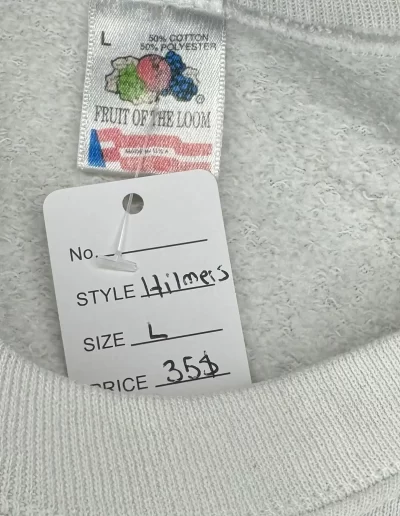 L
50% COTTON
50% POLYESTER
FRUIT OF THE LOOM
MADE IN U.S.A.
No.
STYLE Hilmers
SIZE L
PRICE 35$